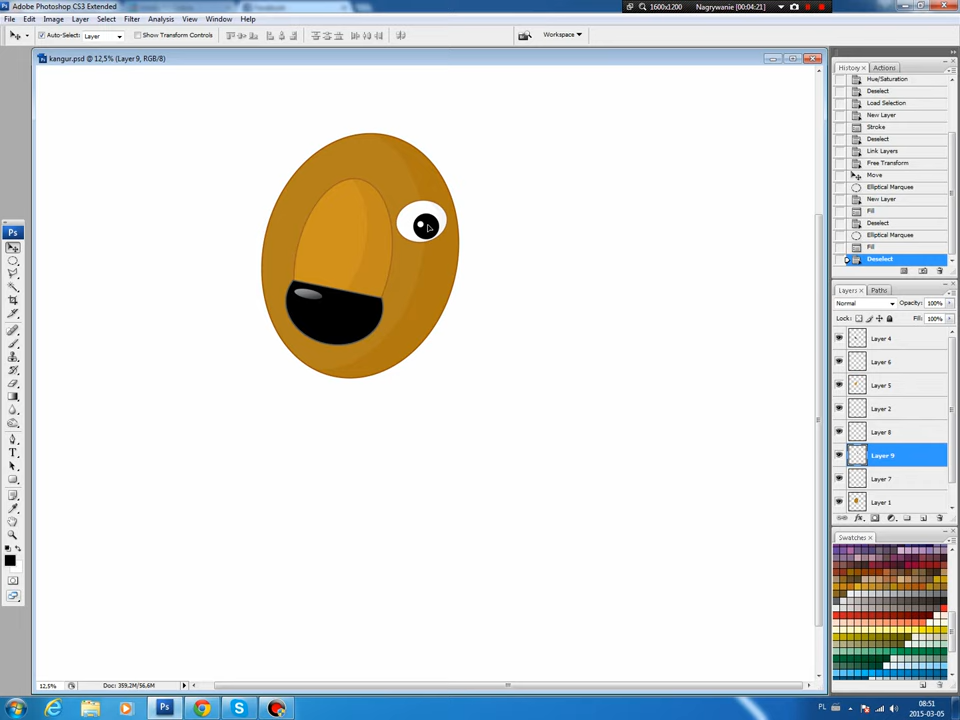 Adobe Photoshop CS3 Extended
1600x1200
Nagrywanie [00:04:21]
File Edit Image Layer Select Filter Analysis View Window Help
Auto-Select: Layer
Show Transform Controls
Workspace
kangur.psd @ 12,5% (Layer 9, RGB/8)
Ps
History x Actions
Hue/Saturation
Deselect
Load Selection
New Layer
Stroke
Deselect
Link Layers
Free Transform
Move
Elliptical Marquee
New Layer
Fill
Deselect
Elliptical Marquee
Fill
Deselect
Layers x Paths
Normal
Opacity: 100%
Lock:
Fill: 100%
Layer 4
Layer 6
Layer 5
Layer 2
Layer 8
Layer 9
Layer 7
Layer 1
Swatches x
12,5%
Doc: 359.2M/56.6M
Ps
PL
08:51
2015-03-05